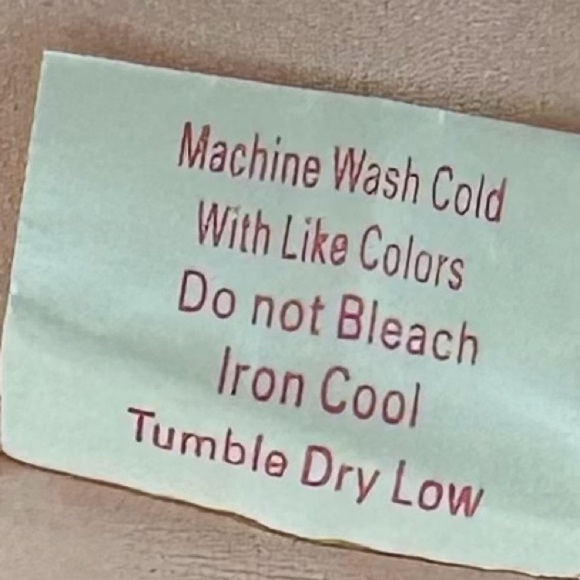 Machine Wash Cold
With Like Colors
Do not Bleach
Iron Cool
Tumble Dry Low